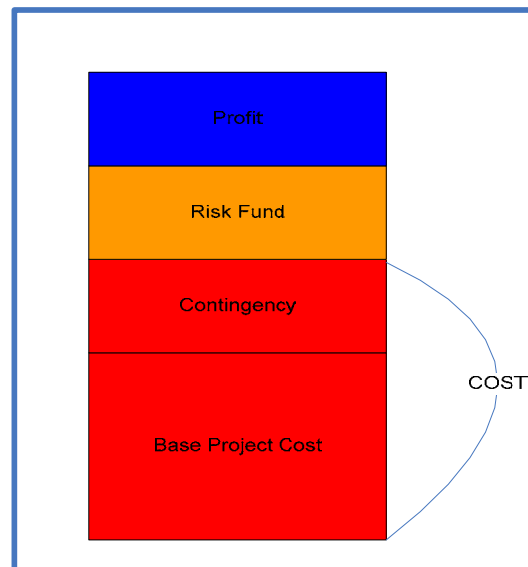 Profit
Risk Fund
Contingency
COST
Base Project Cost